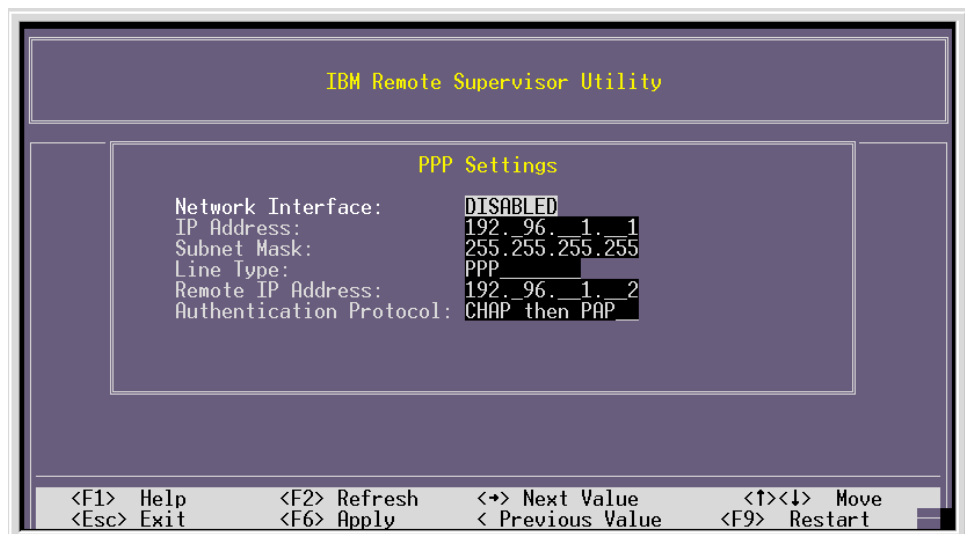 IBM Remote Supervisor Utility
PPP Settings
Network Interface: DISABLED
IP Address: 192._96.__1.__1
Subnet Mask: 255.255.255.255
Line Type: PPP_______
Remote IP Address: 192._96.__1.__2
Authentication Protocol: CHAP then PAP__
<F1> Help <F2> Refresh <→> Next Value <↑><↓> Move
<Esc> Exit <F6> Apply < Previous Value <F9> Restart